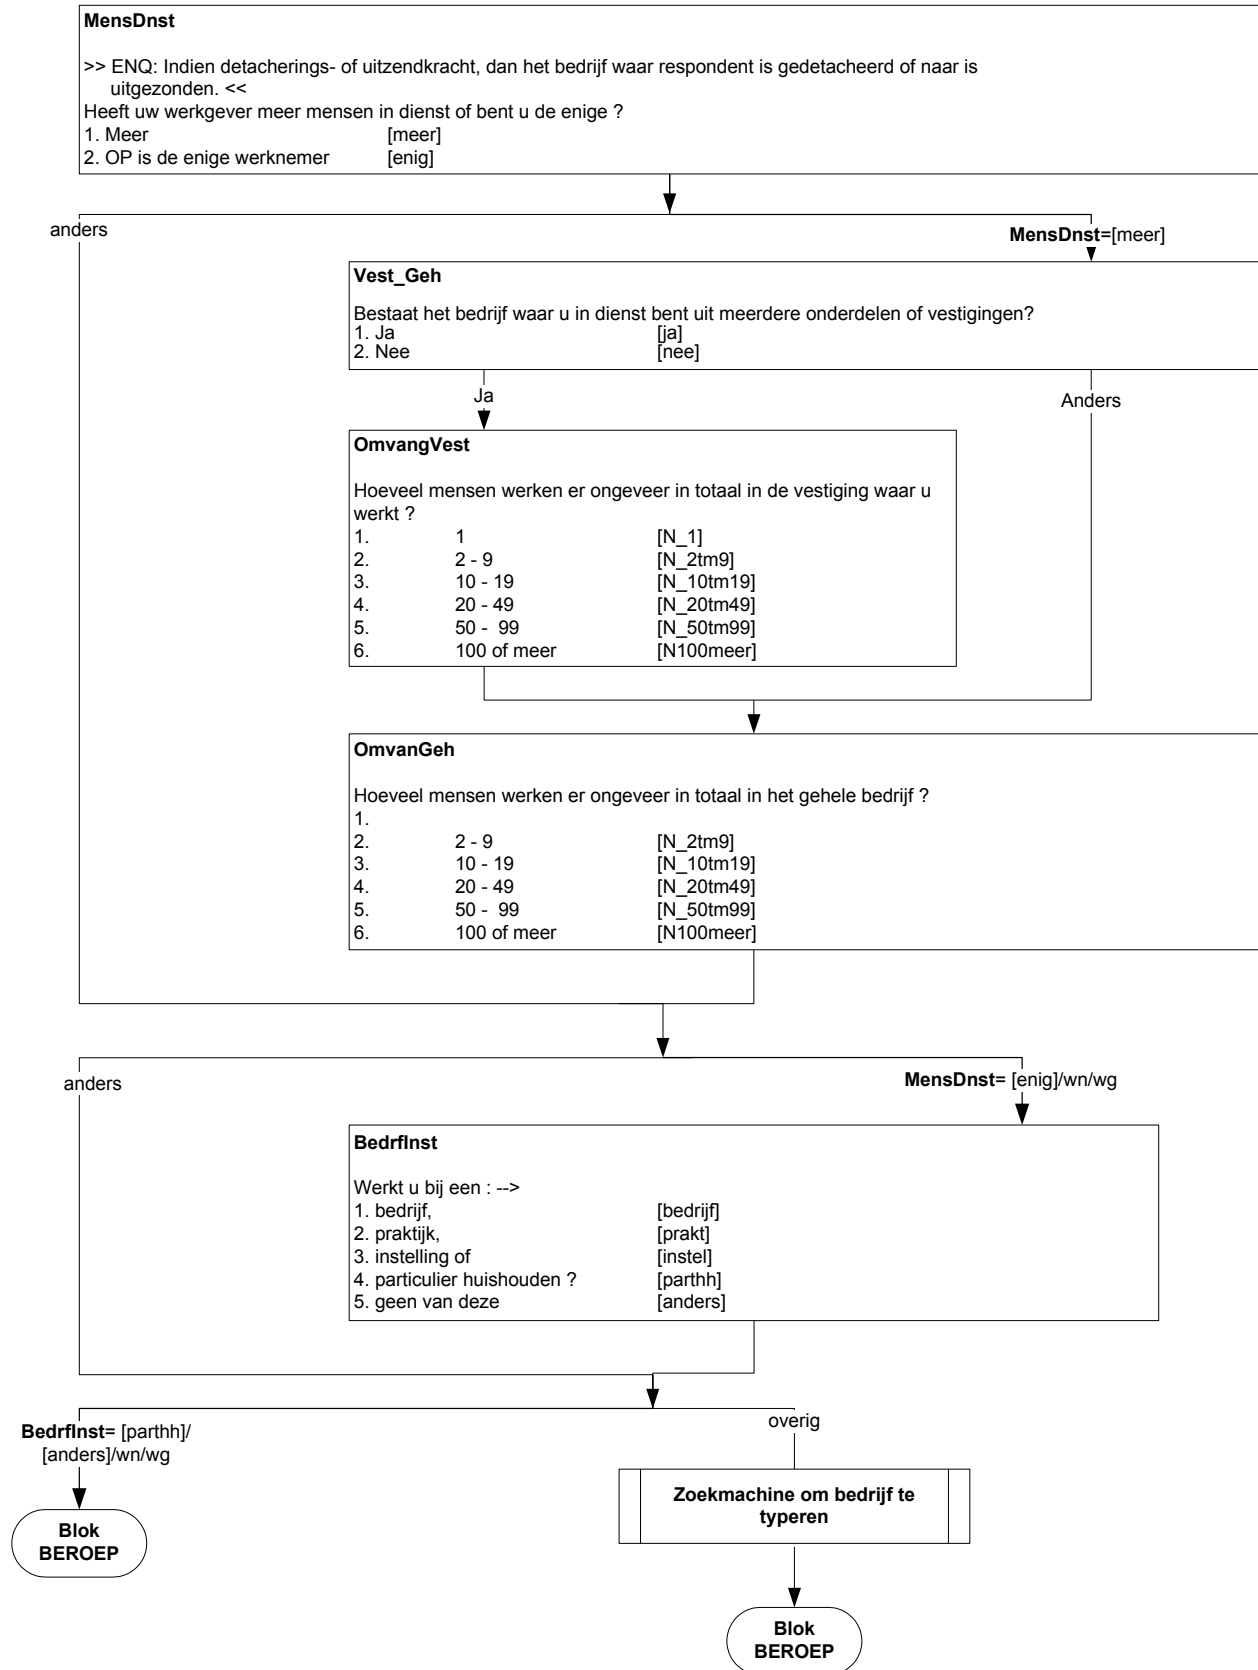 MensDnst
>> ENQ: Indien detacherings- of uitzendkracht, dan het bedrijf waar respondent is gedetacheerd of naar is
uitgezonden. <<
Heeft uw werkgever meer mensen in dienst of bent u de enige ?
1. Meer [meer]
2. OP is de enige werknemer [enig]
anders
MensDnst=[meer]
Vest_Geh
Bestaat het bedrijf waar u in dienst bent uit meerdere onderdelen of vestigingen?
1. Ja [ja]
2. Nee [nee]
Ja
Anders
OmvangVest
Hoeveel mensen werken er ongeveer in totaal in de vestiging waar u
werkt ?
1. 1 [N_1]
2. 2 - 9 [N_2tm9]
3. 10 - 19 [N_10tm19]
4. 20 - 49 [N_20tm49]
5. 50 - 99 [N_50tm99]
6. 100 of meer [N100meer]
OmvanGeh
Hoeveel mensen werken er ongeveer in totaal in het gehele bedrijf ?
1.
2. 2 - 9 [N_2tm9]
3. 10 - 19 [N_10tm19]
4. 20 - 49 [N_20tm49]
5. 50 - 99 [N_50tm99]
6. 100 of meer [N100meer]
anders
MensDnst= [enig]/wn/wg
BedrfInst
Werkt u bij een : -->
1. bedrijf, [bedrijf]
2. praktijk, [prakt]
3. instelling of [instel]
4. particulier huishouden ? [parthh]
5. geen van deze [anders]
BedrfInst= [parthh]/
[anders]/wn/wg
overig
Zoekmachine om bedrijf te
typeren
Blok
BEROEP
Blok
BEROEP